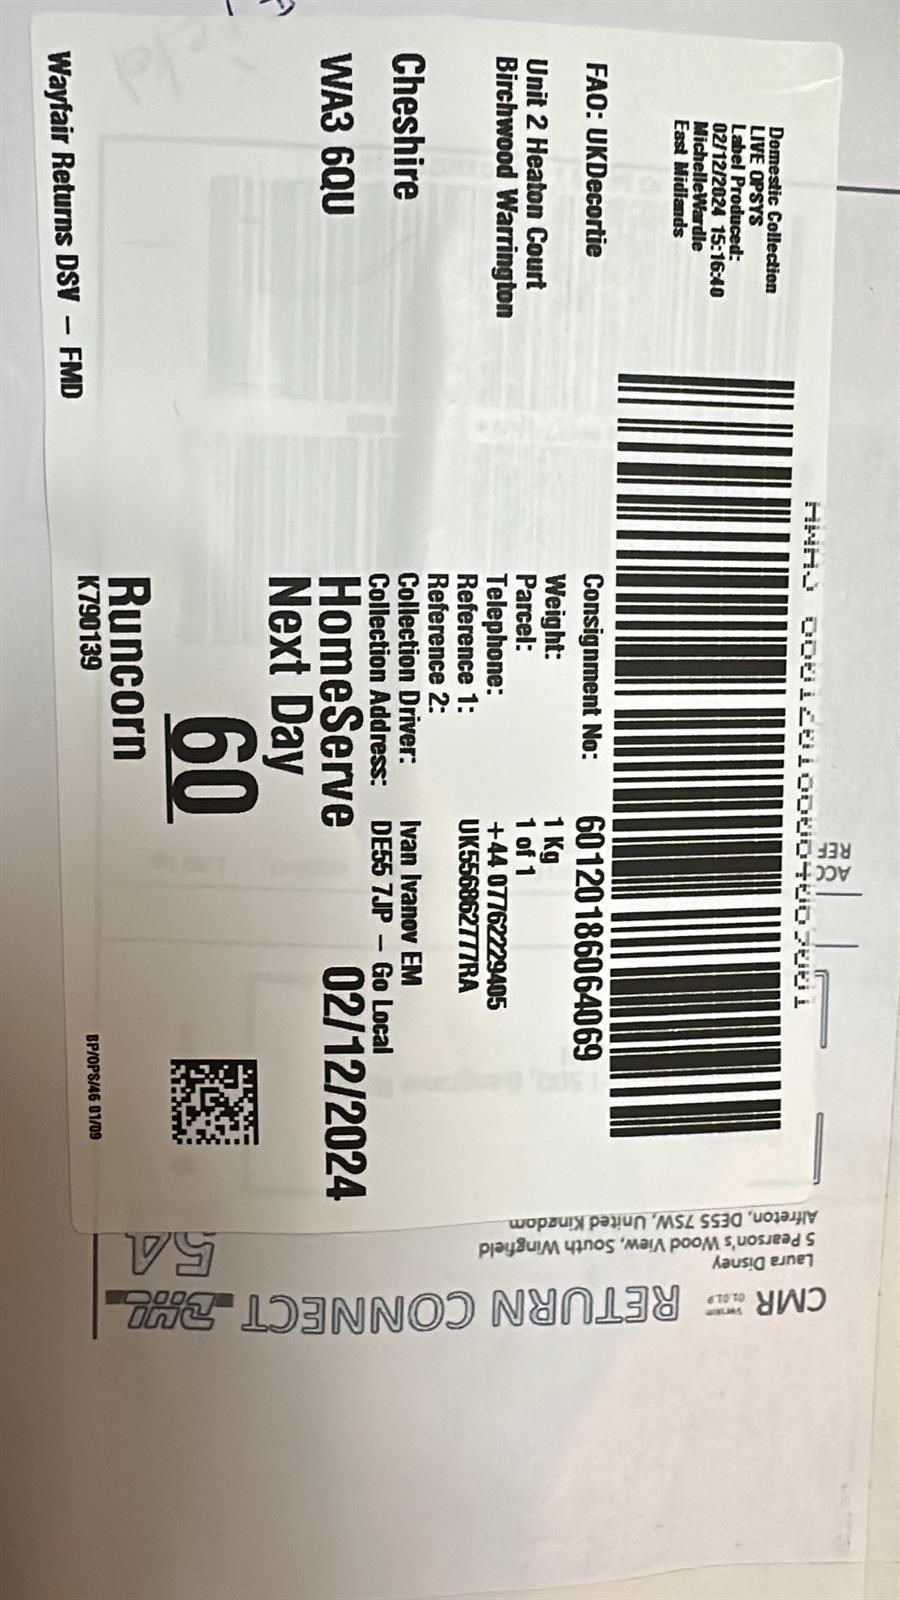 Domestic Collection
LIVE OPSYS
Label Produced:
02/12/2024 15:16:40
MichelleWardle
East Midlands
FAO: UKDecortie
Unit 2 Heaton Court
Birchwood Warrington
Cheshire
WA3 6QU
Wayfair Returns DSV – FMD
Consignment No: 60120186064069
Weight: 1 Kg
Parcel: 1 of 1
Telephone: +44 07762229405
Reference 1: UK556862777RA
Reference 2:
Collection Driver: Ivan Ivanov EM
Collection Address: DE55 7JP – Go Local
HomeServe 02/12/2024
Next Day
60
Runcorn
K790139
BP/OPS/46 01/09
ACC
REF
CMR
RETURN CONNECT
DHL
Laura Disney
5 Pearson's Wood View, South Wingfield
Alfreton, DE55 7SW, United Kingdom
54